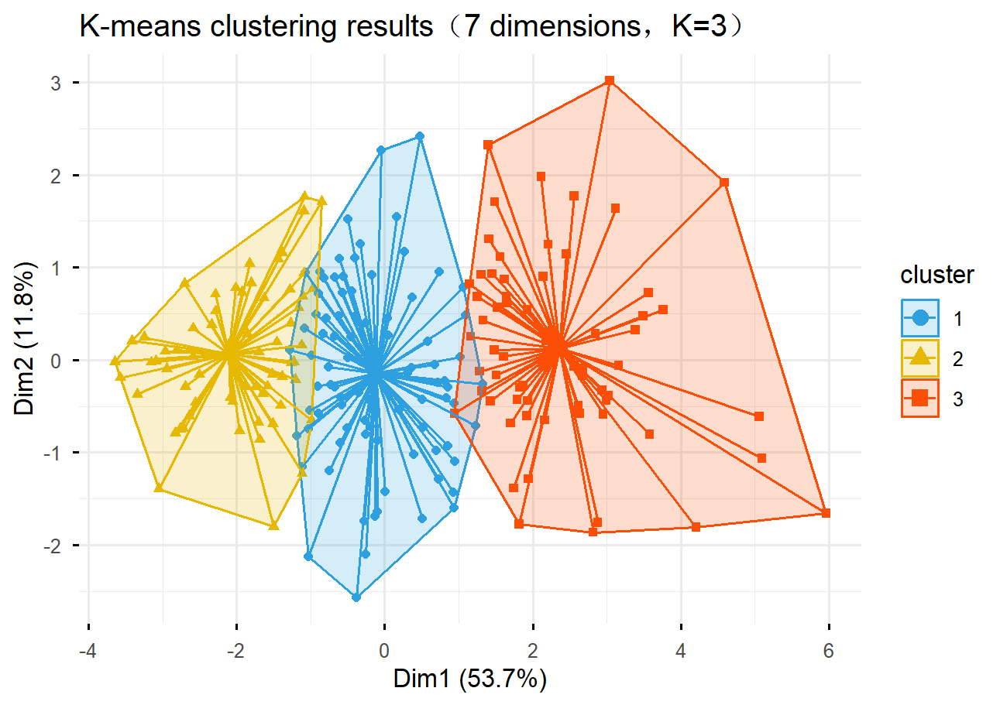 K-means clustering results（7 dimensions，K=3）
3
2
1
0
-1
-2
Dim2 (11.8%)
-4 -2 0 2 4 6
Dim1 (53.7%)
cluster
1
2
3